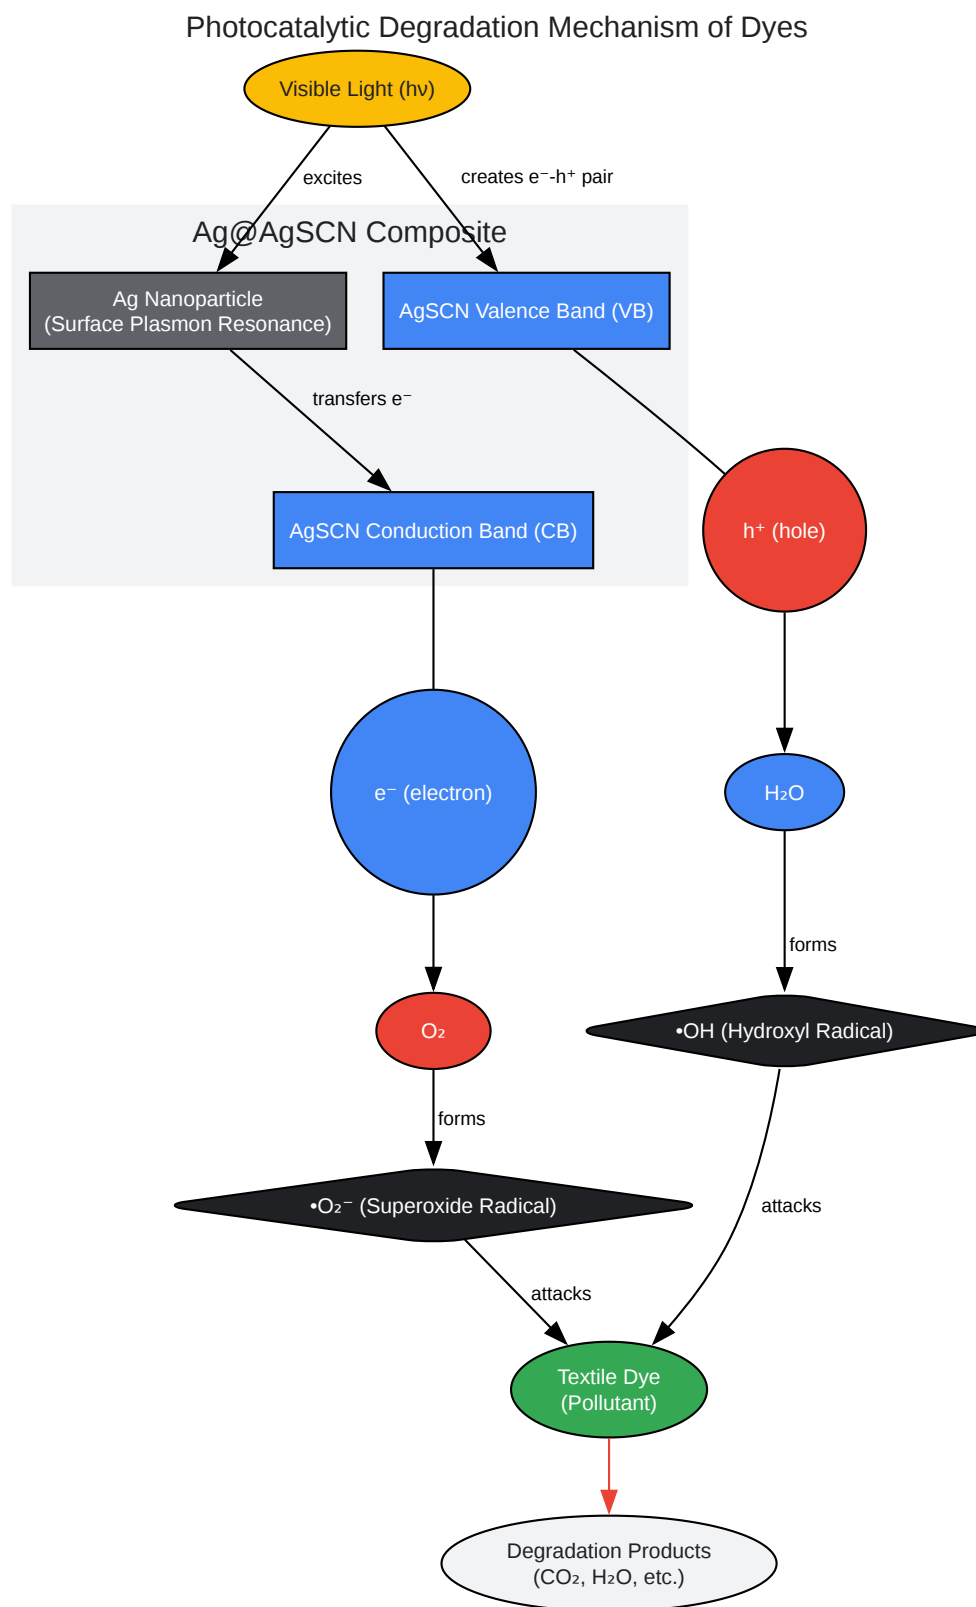 Photocatalytic Degradation Mechanism of Dyes
Visible Light (hν)
excites
creates e⁻-h⁺ pair
Ag@AgSCN Composite
Ag Nanoparticle
(Surface Plasmon Resonance)
AgSCN Valence Band (VB)
transfers e⁻
AgSCN Conduction Band (CB)
h⁺ (hole)
e⁻ (electron)
H₂O
forms
O₂
•OH (Hydroxyl Radical)
forms
•O₂⁻ (Superoxide Radical)
attacks
attacks
Textile Dye
(Pollutant)
Degradation Products
(CO₂, H₂O, etc.)